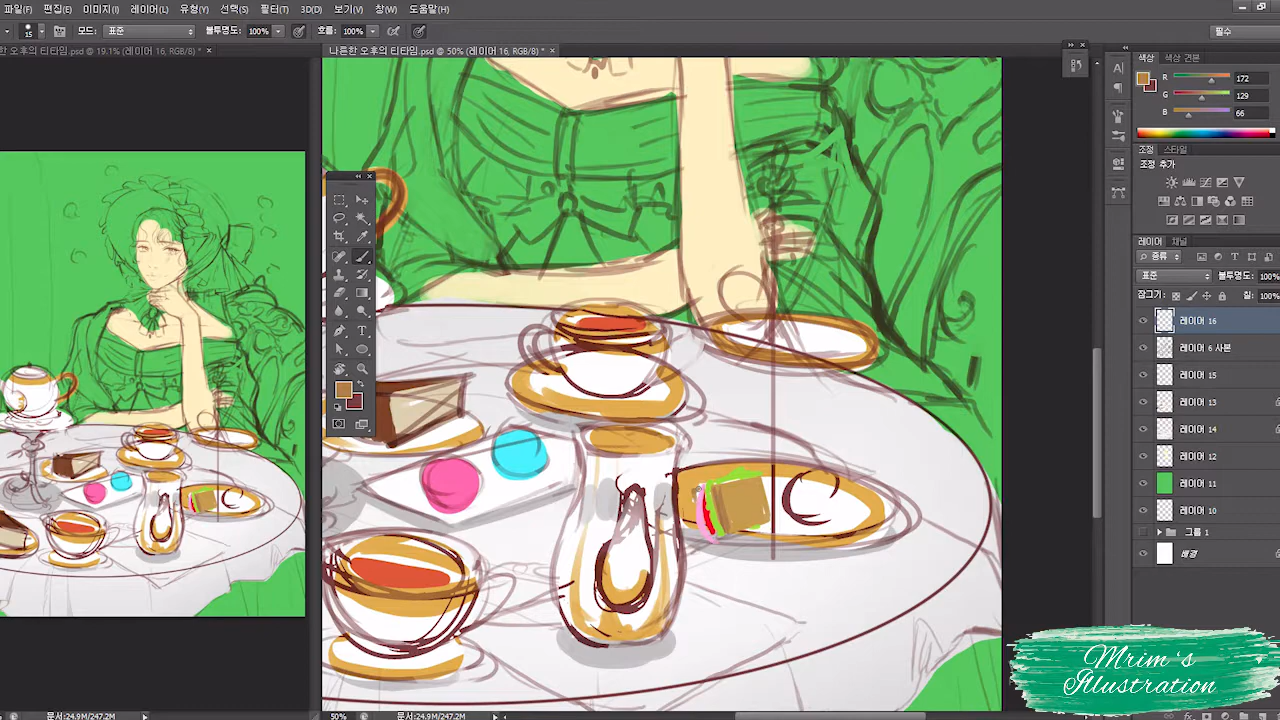 파일(F) 편집(E) 이미지(I) 레이어(L) 유형(Y) 선택(S) 필터(T) 3D(D) 보기(V) 창(W) 도움말(H)
15 모드: 표준 불투명도: 100% 흐름: 100% 필수
한 오후의 티타임.psd @ 19.1% (레이어 16, RGB/8) * ×
나른한 오후의 티타임.psd @ 50% (레이어 16, RGB/8) * ×
색상 색상 견본
R 172
G 129
B 66
조정 스타일
조정 추가
레이어 채널
종류
표준 불투명도: 100%
잠그기: 칠: 100%
레이어 16
레이어 6 사본
레이어 15
레이어 13
레이어 14
레이어 12
레이어 11
레이어 10
그룹 1
배경
Mrim's
Illustration
문서:24.9M/247.2M
50% 문서:24.9M/247.2M